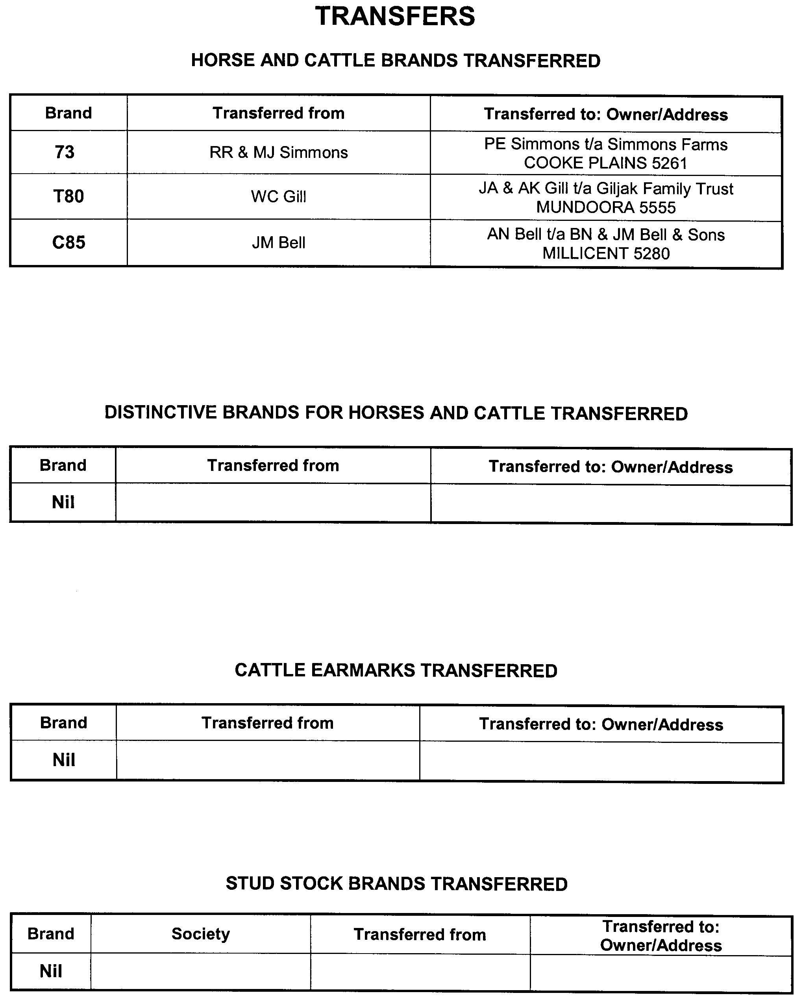 TRANSFERS
HORSE AND CATTLE BRANDS TRANSFERRED
Brand Transferred from Transferred to: Owner/Address
73 RR & MJ Simmons PE Simmons t/a Simmons Farms
COOKE PLAINS 5261
T80 WC Gill JA & AK Gill t/a Giljak Family Trust
MUNDOORA 5555
C85 JM Bell AN Bell t/a BN & JM Bell & Sons
MILLICENT 5280
DISTINCTIVE BRANDS FOR HORSES AND CATTLE TRANSFERRED
Brand Transferred from Transferred to: Owner/Address
Nil
CATTLE EARMARKS TRANSFERRED
Brand Transferred from Transferred to: Owner/Address
Nil
STUD STOCK BRANDS TRANSFERRED
Brand Society Transferred from Transferred to:
Owner/Address
Nil